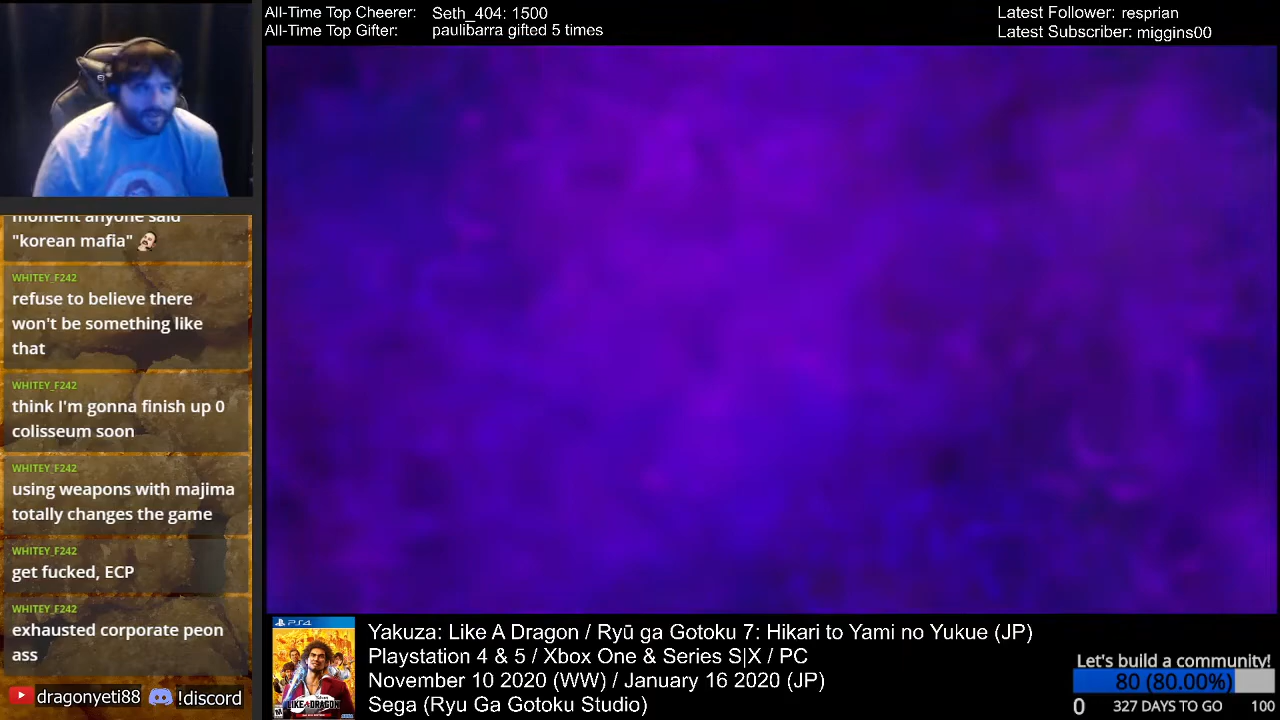 All-Time Top Cheerer: Seth_404: 1500
All-Time Top Gifter: paulibarra gifted 5 times
Latest Follower: resprian
Latest Subscriber: miggins00
moment anyone said
"korean mafia"
WHITEY_F242
refuse to believe there
won't be something like
that
WHITEY_F242
think I'm gonna finish up 0
colisseum soon
WHITEY_F242
using weapons with majima
totally changes the game
WHITEY_F242
get fucked, ECP
WHITEY_F242
exhausted corporate peon
ass
dragonyeti88 !discord
PS4
LIKE A DRAGON
Yakuza: Like A Dragon / Ryū ga Gotoku 7: Hikari to Yami no Yukue (JP)
Playstation 4 & 5 / Xbox One & Series S|X / PC
November 10 2020 (WW) / January 16 2020 (JP)
Sega (Ryu Ga Gotoku Studio)
Let's build a community!
80 (80.00%)
0 327 DAYS TO GO 100